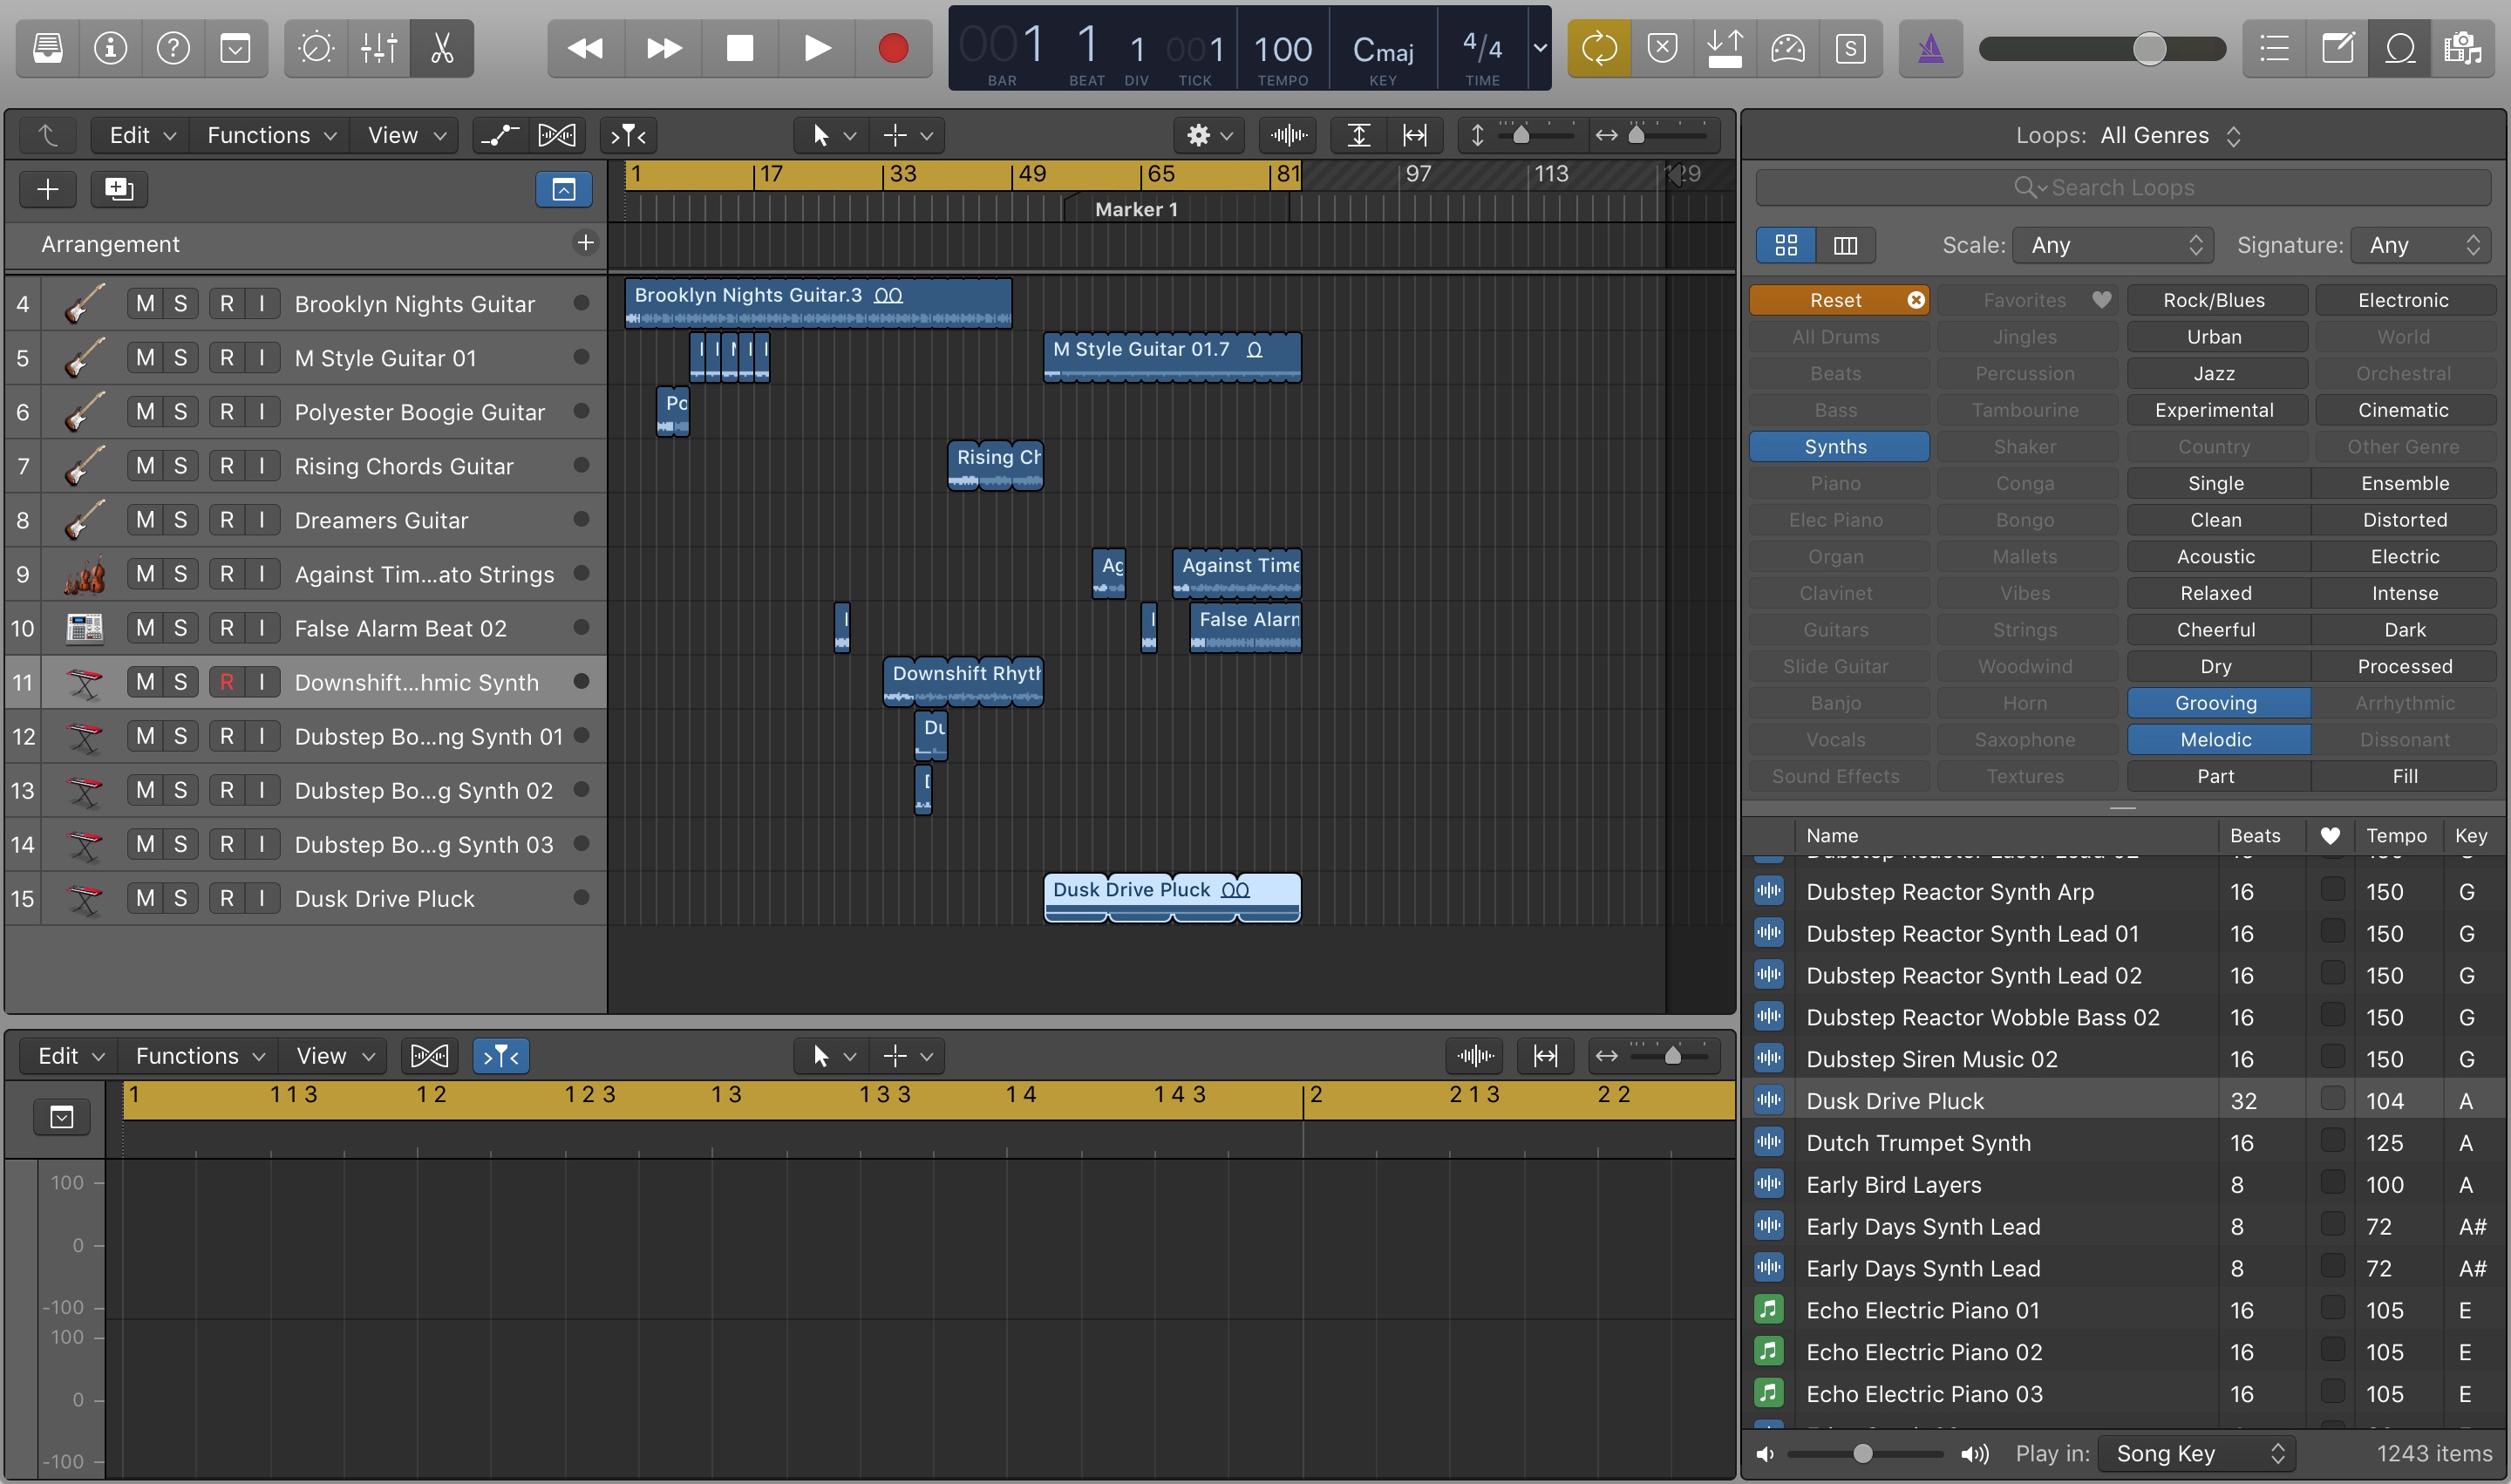 001 1 1 001 100 Cmaj 4/4
BAR BEAT DIV TICK TEMPO KEY TIME
S
Edit Functions View
Loops: All Genres
1 17 33 49 65 81 97 113 129
Search Loops
Marker 1
Arrangement
Scale: Any Signature: Any
4 M S R I Brooklyn Nights Guitar
Brooklyn Nights Guitar.3
5 M S R I M Style Guitar 01
M Style Guitar 01.7
6 M S R I Polyester Boogie Guitar
Po
7 M S R I Rising Chords Guitar
Rising Ch
8 M S R I Dreamers Guitar
9 M S R I Against Tim...ato Strings
Ag Against Time
10 M S R I False Alarm Beat 02
False Alarm
11 M S R I Downshift...hmic Synth
Downshift Rhyth
12 M S R I Dubstep Bo...ng Synth 01
Du
13 M S R I Dubstep Bo...g Synth 02
14 M S R I Dubstep Bo...g Synth 03
15 M S R I Dusk Drive Pluck
Dusk Drive Pluck
Reset Favorites Rock/Blues Electronic
All Drums Jingles Urban World
Beats Percussion Jazz Orchestral
Bass Tambourine Experimental Cinematic
Synths Shaker Country Other Genre
Piano Conga Single Ensemble
Elec Piano Bongo Clean Distorted
Organ Mallets Acoustic Electric
Clavinet Vibes Relaxed Intense
Guitars Strings Cheerful Dark
Slide Guitar Woodwind Dry Processed
Banjo Horn Grooving Arrhythmic
Vocals Saxophone Melodic Dissonant
Sound Effects Textures Part Fill
Name Beats Tempo Key
Dubstep Reactor Synth Arp 16 150 G
Dubstep Reactor Synth Lead 01 16 150 G
Dubstep Reactor Synth Lead 02 16 150 G
Dubstep Reactor Wobble Bass 02 16 150 G
Dubstep Siren Music 02 16 150 G
Dusk Drive Pluck 32 104 A
Dutch Trumpet Synth 16 125 A
Early Bird Layers 8 100 A
Early Days Synth Lead 8 72 A#
Early Days Synth Lead 8 72 A#
Echo Electric Piano 01 16 105 E
Echo Electric Piano 02 16 105 E
Echo Electric Piano 03 16 105 E
Play in: Song Key 1243 items
Edit Functions View
1 1 1 3 1 2 1 2 3 1 3 1 3 3 1 4 1 4 3 2 2 1 3 2 2
100
0
-100
100
0
-100